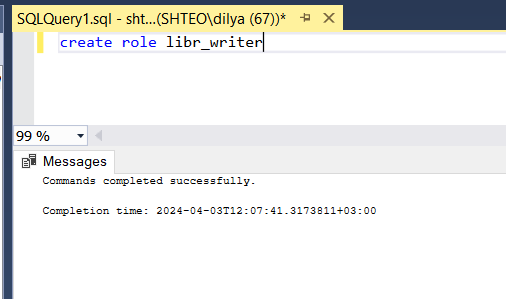 SQLQuery1.sql - sht...(SHTEO\dilya (67))*
create role libr_writer
99 %
Messages
Commands completed successfully.
Completion time: 2024-04-03T12:07:41.3173811+03:00